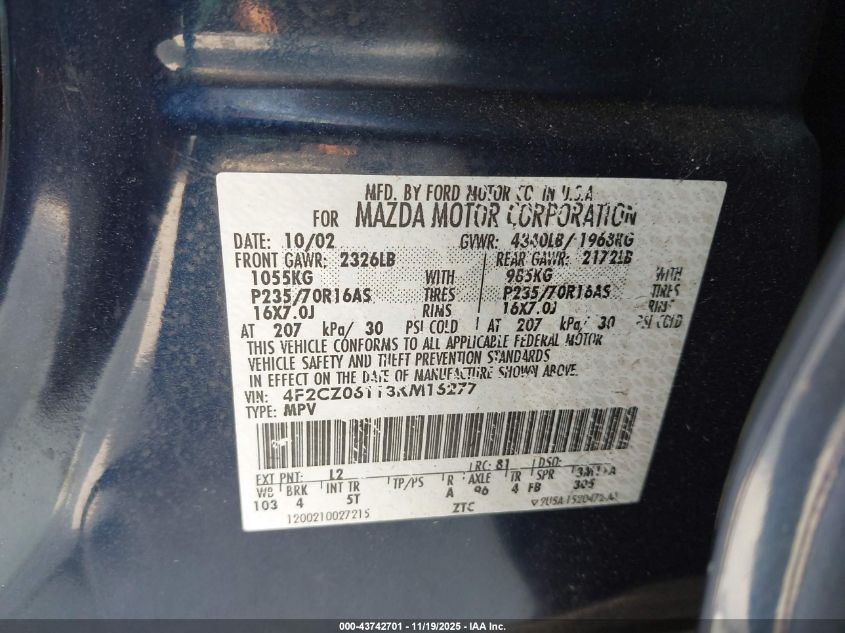 MFD. BY FORD MOTOR CO. IN U.S.A
FOR MAZDA MOTOR CORPORATION
DATE: 10/02 GVWR: 4340LB/ 1968KG
FRONT GAWR: 2326LB REAR GAWR: 2172LB
1055KG WITH 985KG WITH
P235/70R16AS TIRES P235/70R16AS TIRES
16X7.0J RIMS 16X7.0J RIMS
AT 207 kPa/ 30 PSI COLD AT 207 kPa/ 30 PSI COLD
THIS VEHICLE CONFORMS TO ALL APPLICABLE FEDERAL MOTOR
VEHICLE SAFETY AND THEFT PREVENTION STANDARDS
IN EFFECT ON THE DATE OF MANUFACTURE SHOWN ABOVE.
VIN:
TYPE: MPV
EXT PNT: L2 RC: 81 DSO:
WB BRK INT TR TP/PS R AXLE TR SPR
103 4 5T A 96 4 FB 305
1200210027215 ZTC
000-43742701 - 11/19/2025 - IAA Inc.